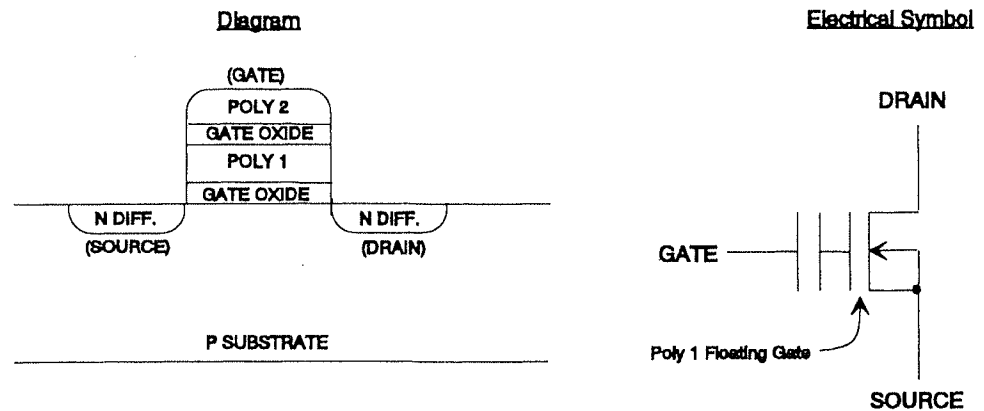 Diagram
(GATE)
POLY 2
GATE OXIDE
POLY 1
GATE OXIDE
N DIFF.
(SOURCE)
N DIFF.
(DRAIN)
P SUBSTRATE
Electrical Symbol
DRAIN
GATE
Poly 1 Floating Gate
SOURCE